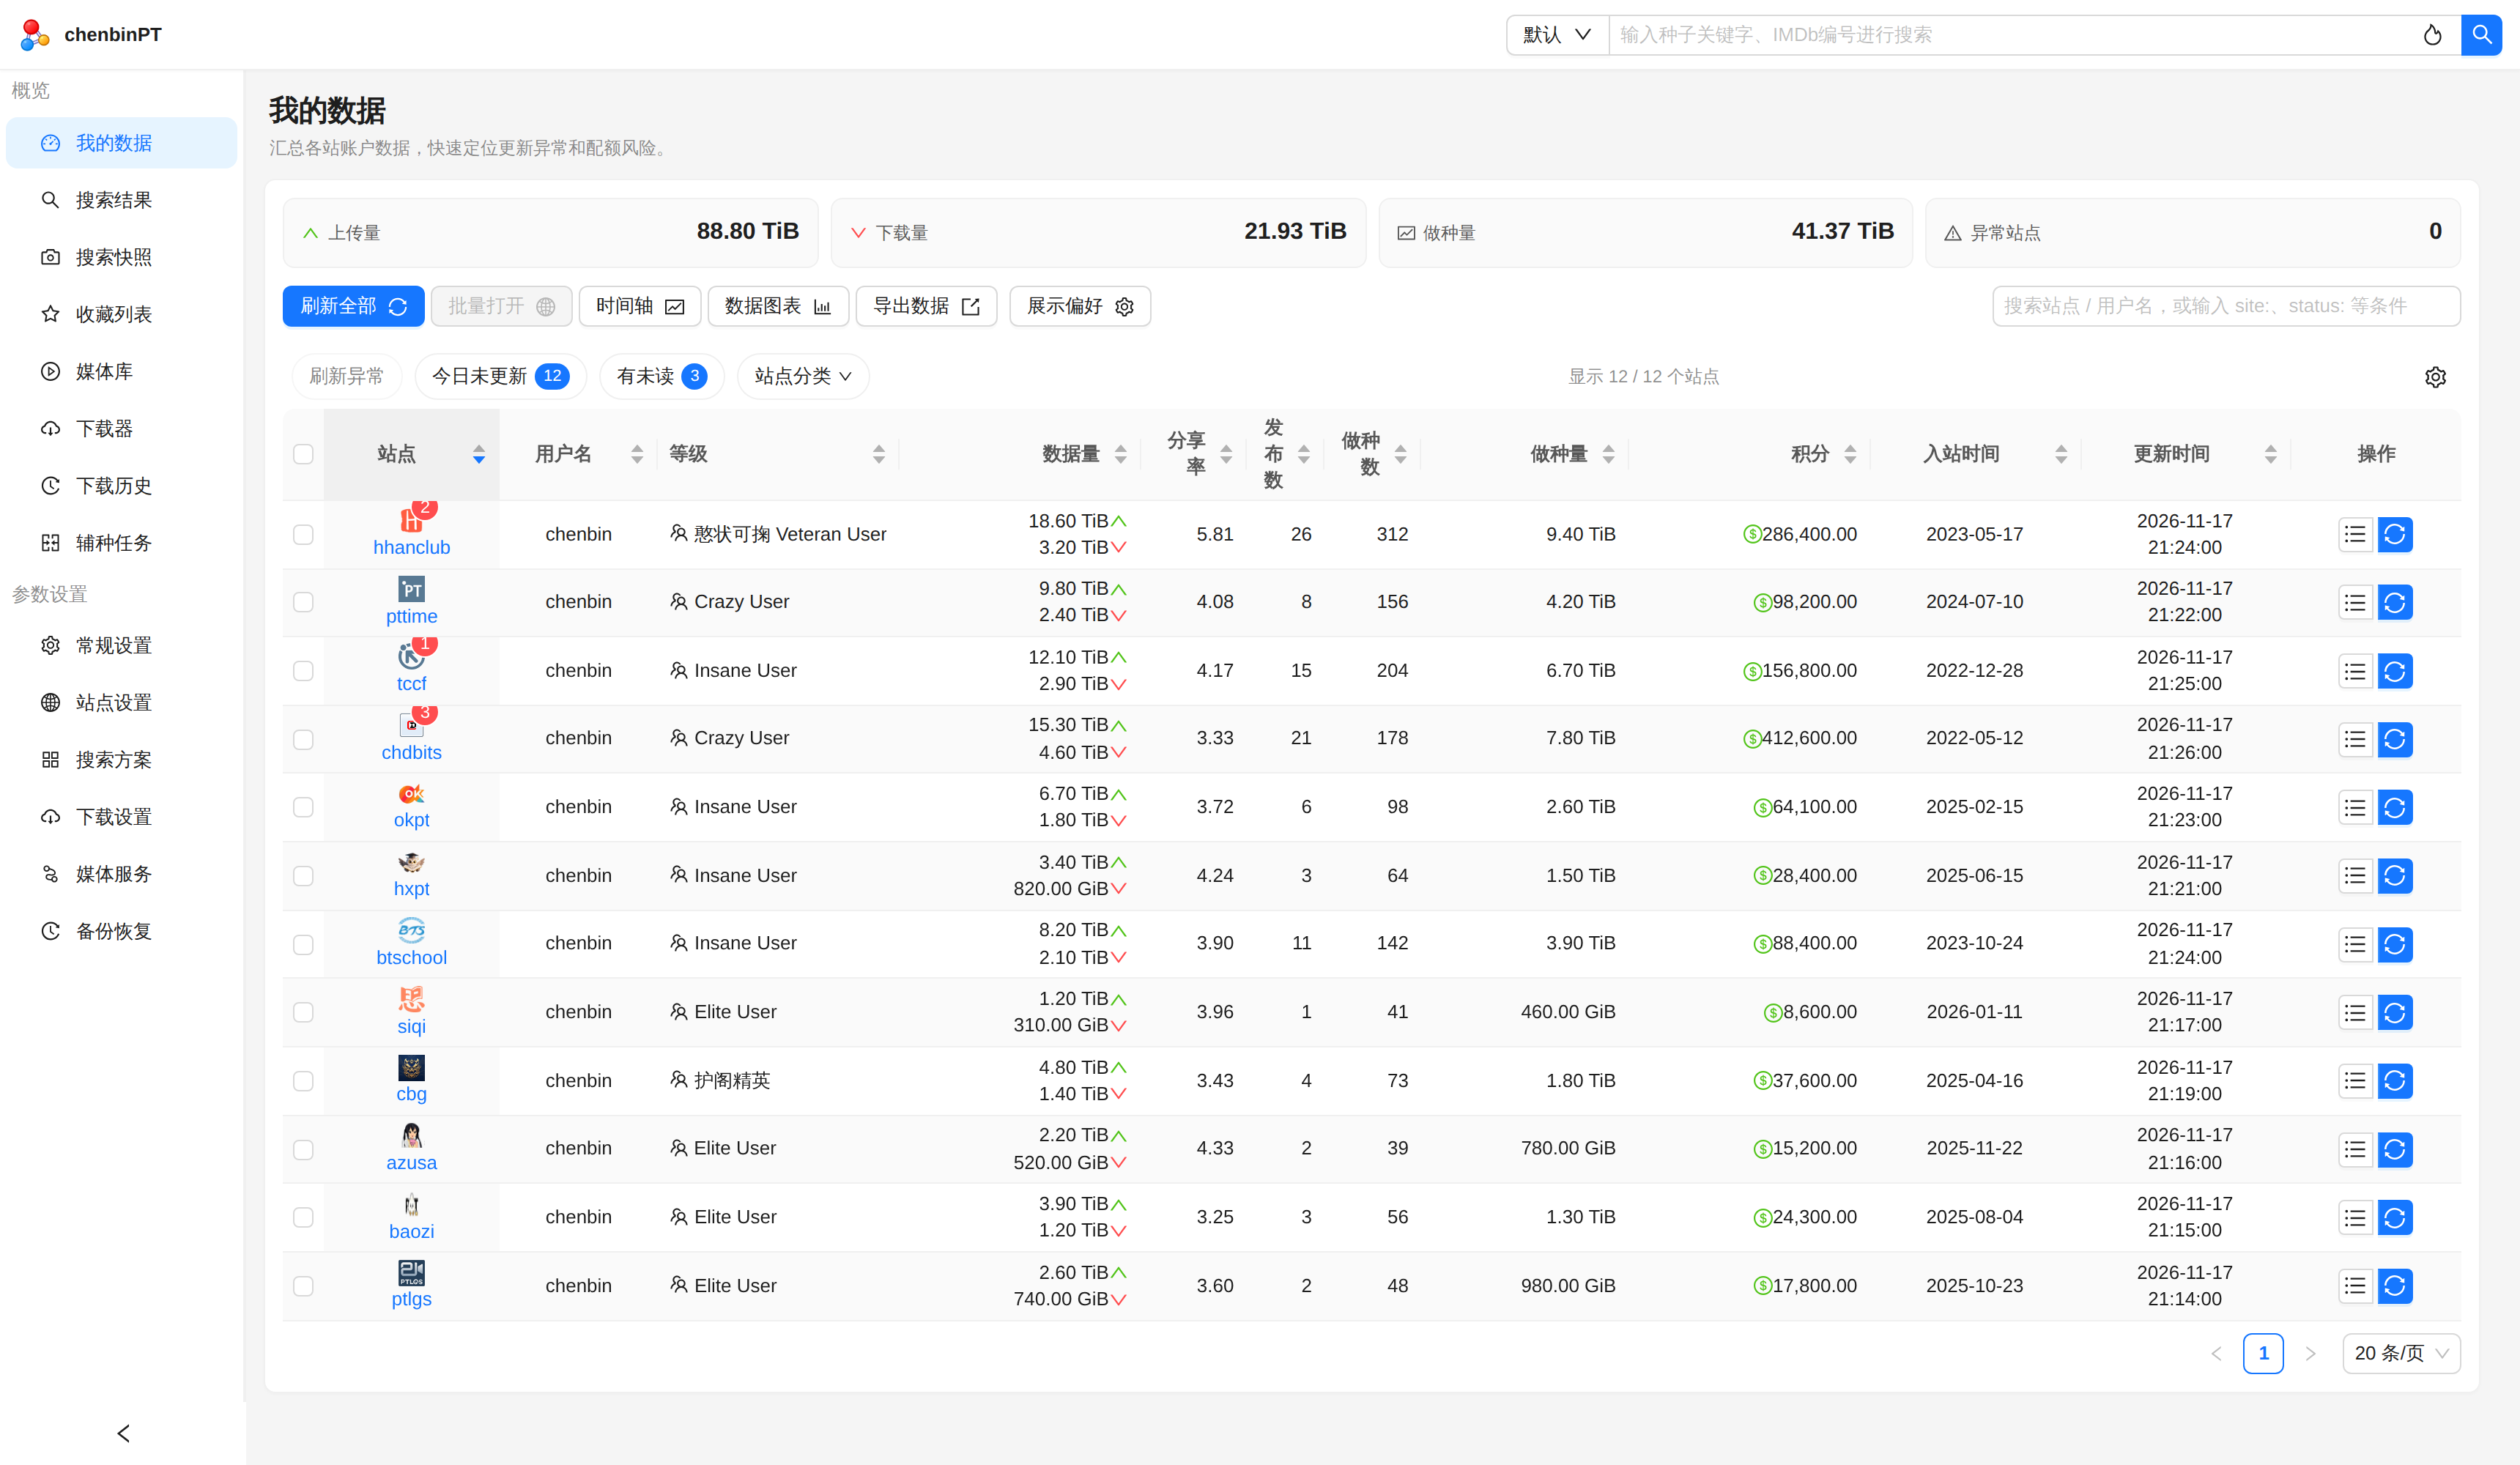 chenbinPT
默认
输入种子关键字、IMDb编号进行搜索
概览
我的数据
搜索结果
搜索快照
收藏列表
媒体库
下载器
下载历史
辅种任务
参数设置
常规设置
站点设置
搜索方案
下载设置
媒体服务
备份恢复
我的数据
汇总各站账户数据，快速定位更新异常和配额风险。
上传量 88.80 TiB
下载量 21.93 TiB
做种量 41.37 TiB
异常站点 0
刷新全部 批量打开 时间轴 数据图表 导出数据 展示偏好
搜索站点 / 用户名，或输入 site:、status: 等条件
刷新异常 今日未更新 12 有未读 3 站点分类
显示 12 / 12 个站点
站点 用户名 等级 数据量 分享率 发布数 做种数 做种量 积分 入站时间 更新时间 操作
2
hhanclub chenbin 憨状可掬 Veteran User 18.60 TiB 3.20 TiB 5.81 26 312 9.40 TiB 286,400.00 2023-05-17 2026-11-17 21:24:00
PT
pttime chenbin Crazy User 9.80 TiB 2.40 TiB 4.08 8 156 4.20 TiB 98,200.00 2024-07-10 2026-11-17 21:22:00
1
tccf chenbin Insane User 12.10 TiB 2.90 TiB 4.17 15 204 6.70 TiB 156,800.00 2022-12-28 2026-11-17 21:25:00
3
chdbits chenbin Crazy User 15.30 TiB 4.60 TiB 3.33 21 178 7.80 TiB 412,600.00 2022-05-12 2026-11-17 21:26:00
OK
okpt chenbin Insane User 6.70 TiB 1.80 TiB 3.72 6 98 2.60 TiB 64,100.00 2025-02-15 2026-11-17 21:23:00
hxpt chenbin Insane User 3.40 TiB 820.00 GiB 4.24 3 64 1.50 TiB 28,400.00 2025-06-15 2026-11-17 21:21:00
BTS
btschool chenbin Insane User 8.20 TiB 2.10 TiB 3.90 11 142 3.90 TiB 88,400.00 2023-10-24 2026-11-17 21:24:00
思
siqi chenbin Elite User 1.20 TiB 310.00 GiB 3.96 1 41 460.00 GiB 8,600.00 2026-01-11 2026-11-17 21:17:00
cbg chenbin 护阁精英 4.80 TiB 1.40 TiB 3.43 4 73 1.80 TiB 37,600.00 2025-04-16 2026-11-17 21:19:00
azusa chenbin Elite User 2.20 TiB 520.00 GiB 4.33 2 39 780.00 GiB 15,200.00 2025-11-22 2026-11-17 21:16:00
baozi chenbin Elite User 3.90 TiB 1.20 TiB 3.25 3 56 1.30 TiB 24,300.00 2025-08-04 2026-11-17 21:15:00
PTLGS
ptlgs chenbin Elite User 2.60 TiB 740.00 GiB 3.60 2 48 980.00 GiB 17,800.00 2025-10-23 2026-11-17 21:14:00
1
20 条/页